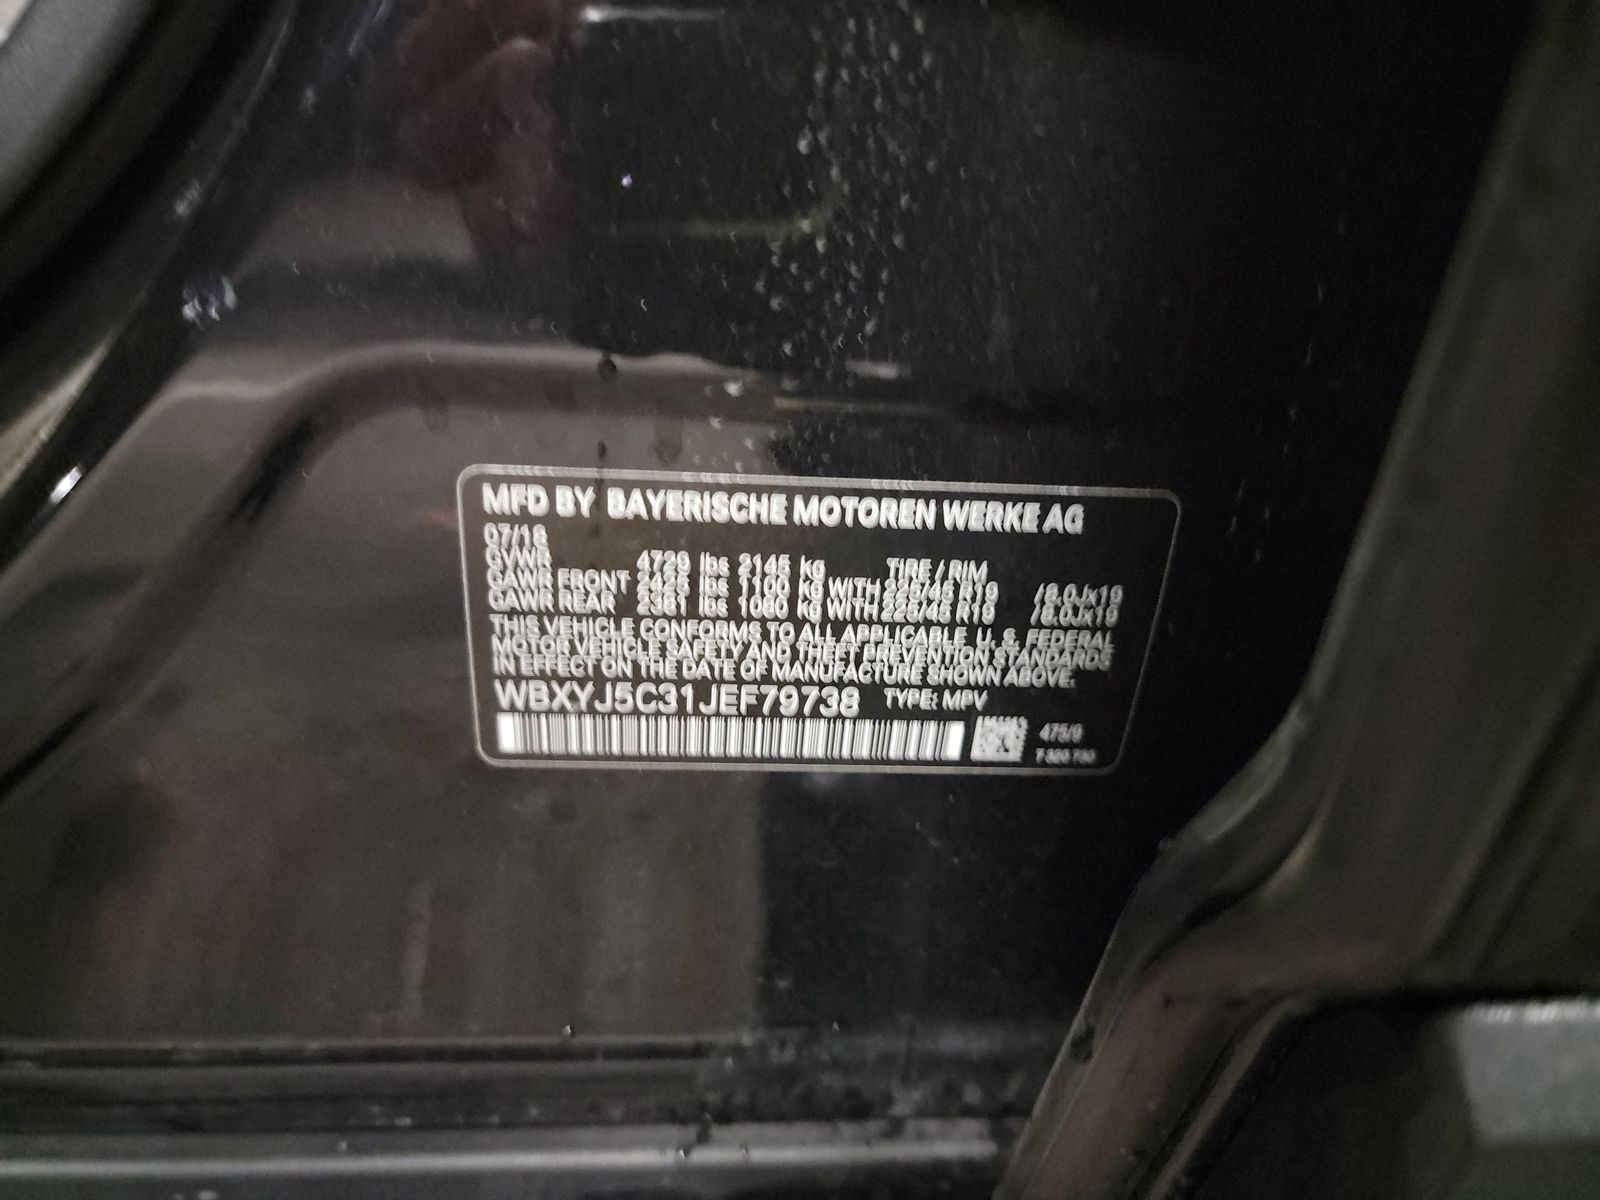 MFD BY BAYERISCHE MOTOREN WERKE AG
07/18
GVWR 4729 lbs 2145 kg TIRE / RIM
GAWR FRONT 2425 lbs 1100 kg WITH 225/45 R19 /8.0Jx19
GAWR REAR 2381 lbs 1080 kg WITH 225/45 R19 /8.0Jx19
THIS VEHICLE CONFORMS TO ALL APPLICABLE U. S. FEDERAL
MOTOR VEHICLE SAFETY AND THEFT PREVENTION STANDARDS
IN EFFECT ON THE DATE OF MANUFACTURE SHOWN ABOVE.
WBXYJ5C31JEF79738 TYPE: MPV
475/9